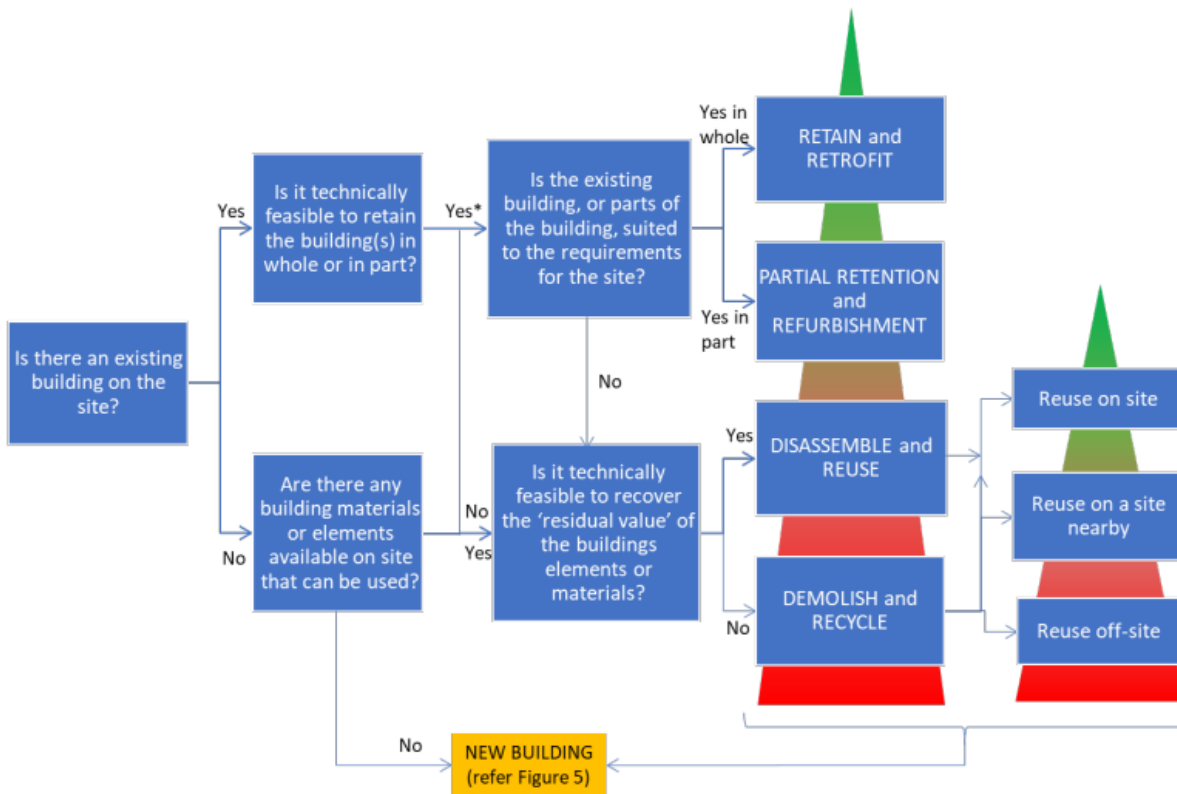 Is there an existing
building on the
site?
Yes
No
Is it technically
feasible to retain
the building(s) in
whole or in part?
Are there any
building materials
or elements
available on site
that can be used?
Yes*
No
Yes
Is the existing
building, or parts of
the building, suited
to the requirements
for the site?
No
Is it technically
feasible to recover
the ‘residual value’ of
the buildings
elements or
materials?
Yes in
whole
Yes in
part
Yes
No
RETAIN and
RETROFIT
PARTIAL RETENTION
and
REFURBISHMENT
DISASSEMBLE and
REUSE
DEMOLISH and
RECYCLE
Reuse on site
Reuse on a site
nearby
Reuse off-site
No
NEW BUILDING
(refer Figure 5)